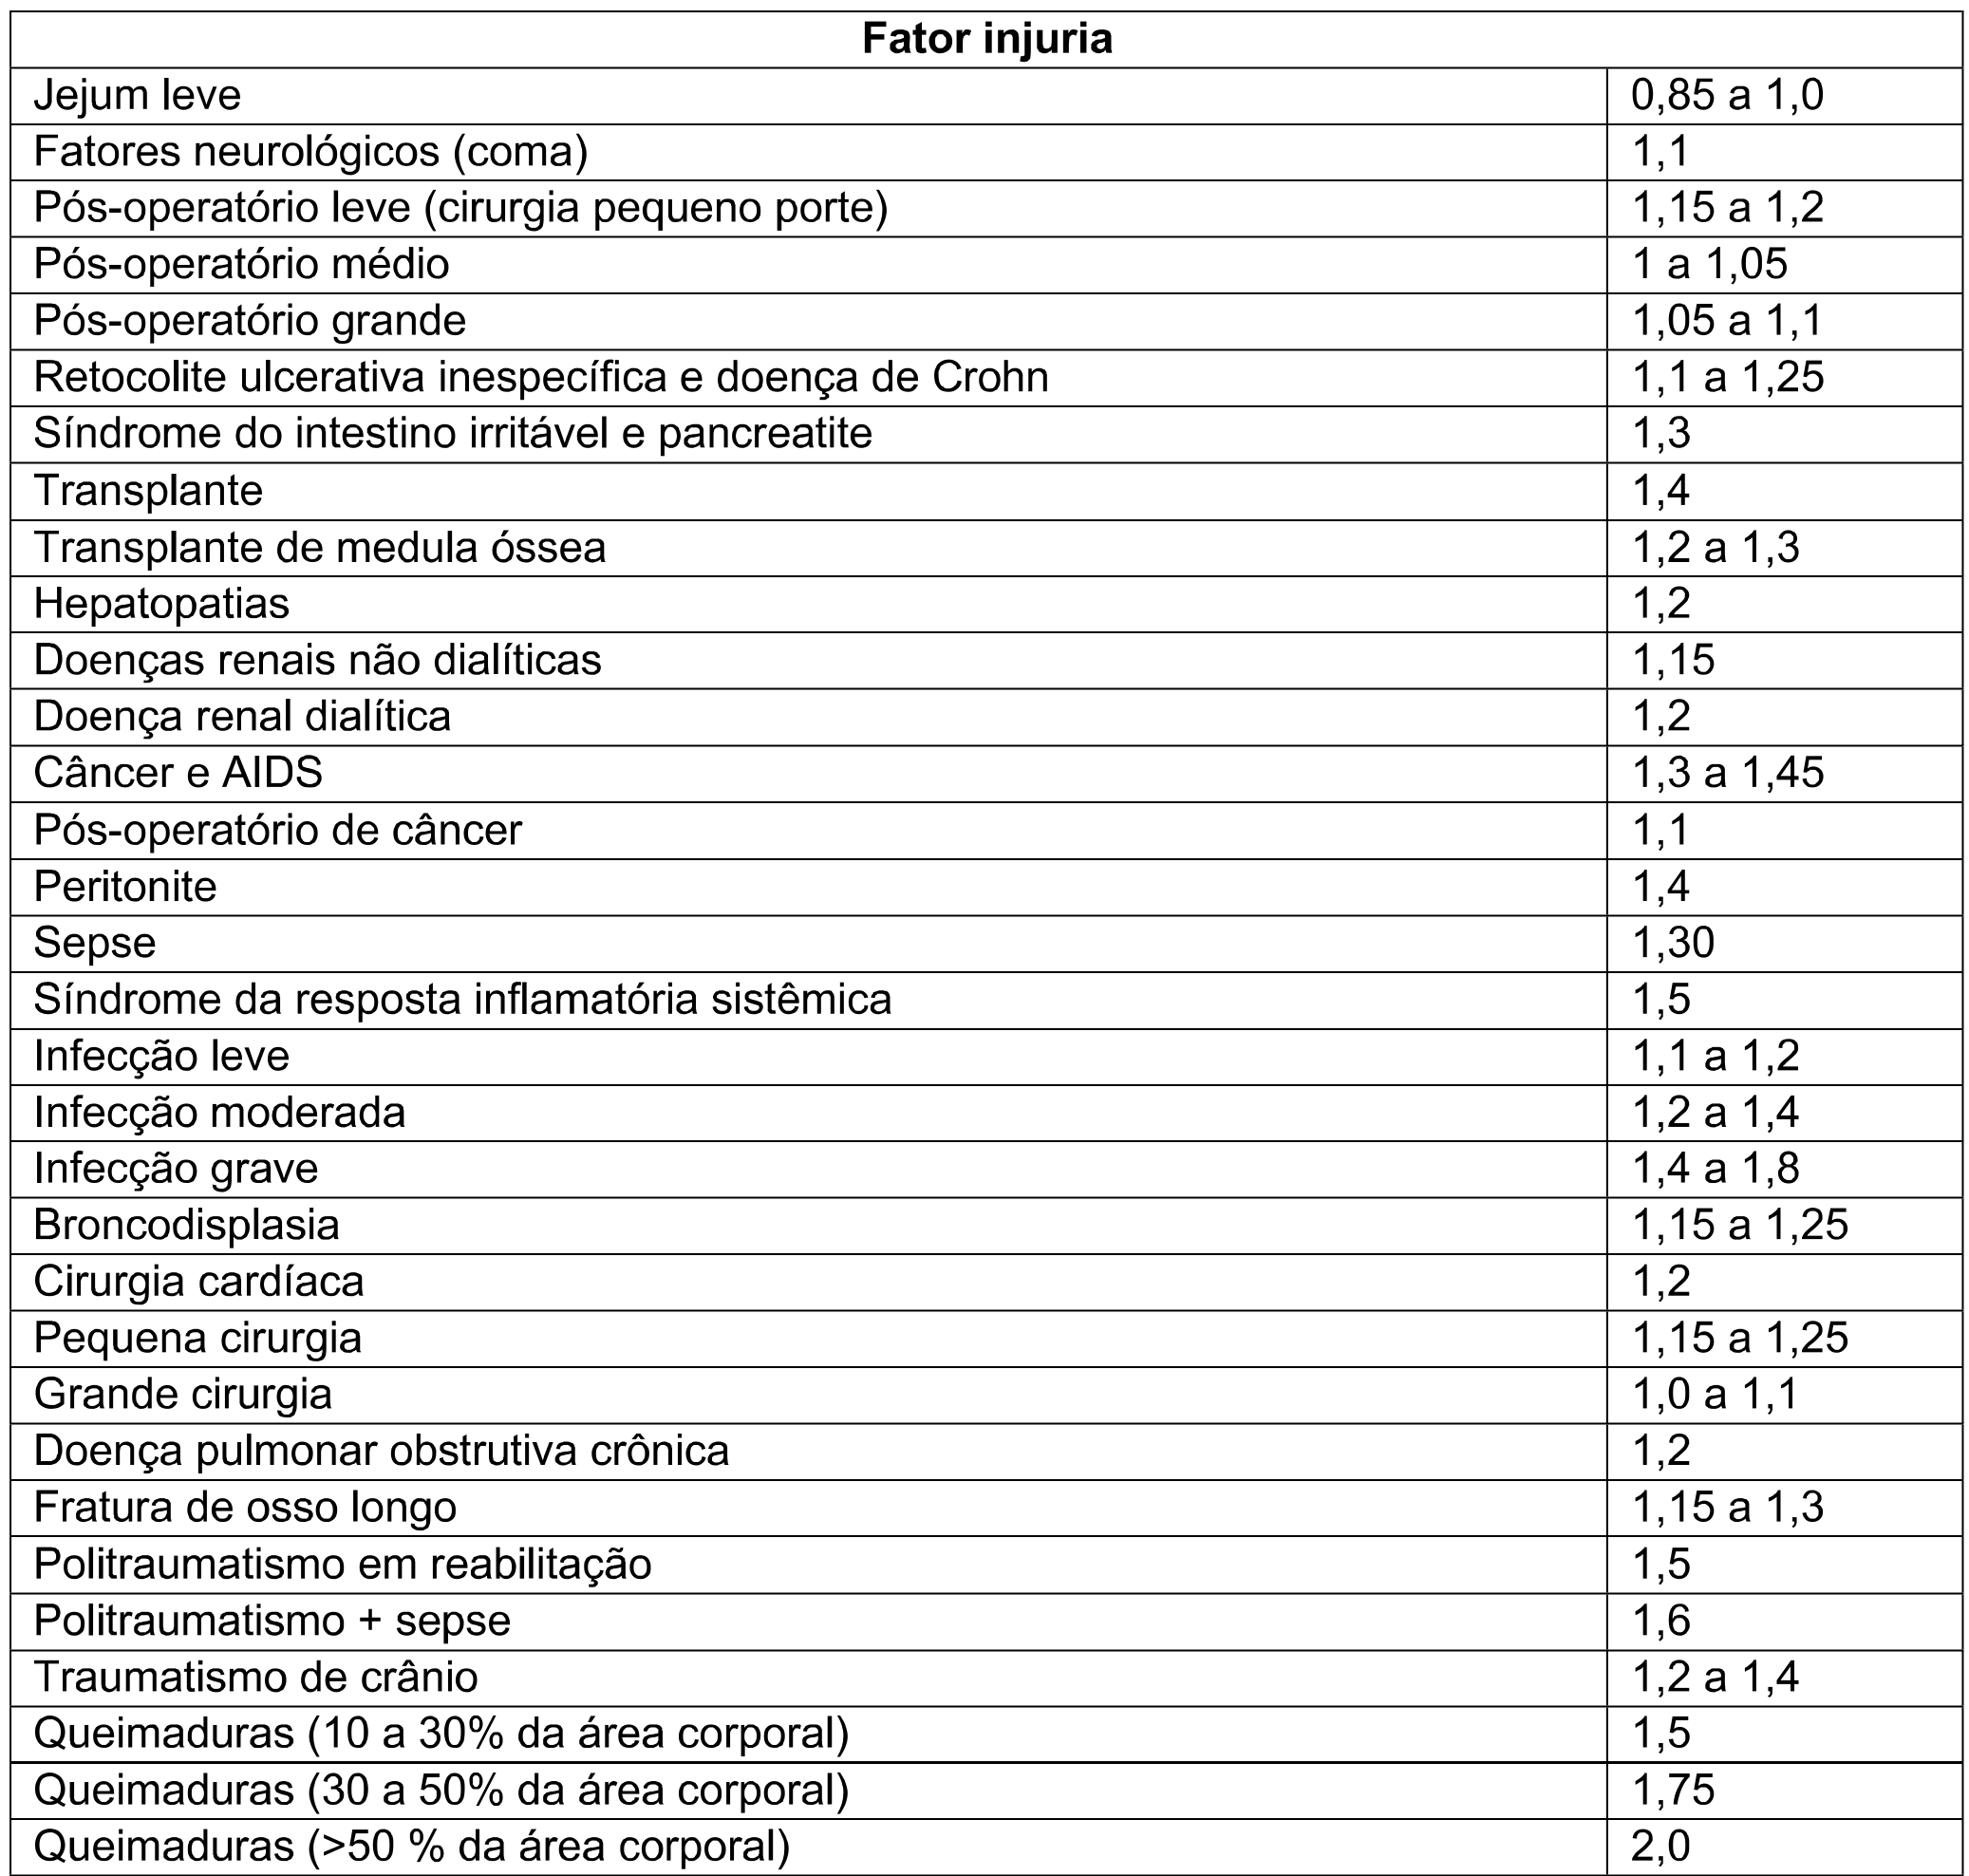 Fator injuria
Jejum leve 0,85 a 1,0
Fatores neurológicos (coma) 1,1
Pós-operatório leve (cirurgia pequeno porte) 1,15 a 1,2
Pós-operatório médio 1 a 1,05
Pós-operatório grande 1,05 a 1,1
Retocolite ulcerativa inespecífica e doença de Crohn 1,1 a 1,25
Síndrome do intestino irritável e pancreatite 1,3
Transplante 1,4
Transplante de medula óssea 1,2 a 1,3
Hepatopatias 1,2
Doenças renais não dialíticas 1,15
Doença renal dialítica 1,2
Câncer e AIDS 1,3 a 1,45
Pós-operatório de câncer 1,1
Peritonite 1,4
Sepse 1,30
Síndrome da resposta inflamatória sistêmica 1,5
Infecção leve 1,1 a 1,2
Infecção moderada 1,2 a 1,4
Infecção grave 1,4 a 1,8
Broncodisplasia 1,15 a 1,25
Cirurgia cardíaca 1,2
Pequena cirurgia 1,15 a 1,25
Grande cirurgia 1,0 a 1,1
Doença pulmonar obstrutiva crônica 1,2
Fratura de osso longo 1,15 a 1,3
Politraumatismo em reabilitação 1,5
Politraumatismo + sepse 1,6
Traumatismo de crânio 1,2 a 1,4
Queimaduras (10 a 30% da área corporal) 1,5
Queimaduras (30 a 50% da área corporal) 1,75
Queimaduras (>50 % da área corporal) 2,0